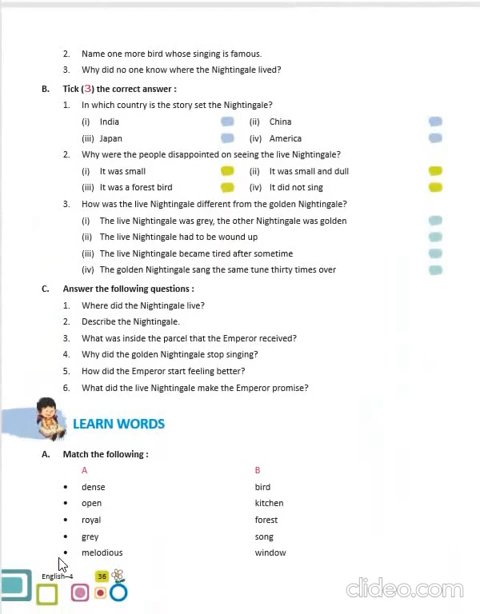 2. Name one more bird whose singing is famous.
3. Why did no one know where the Nightingale lived?
B. Tick (3) the correct answer :
1. In which country is the story set the Nightingale?
(i) India (ii) China
(iii) Japan (iv) America
2. Why were the people disappointed on seeing the live Nightingale?
(i) It was small (ii) It was small and dull
(iii) It was a forest bird (iv) It did not sing
3. How was the live Nightingale different from the golden Nightingale?
(i) The live Nightingale was grey, the other Nightingale was golden
(ii) The live Nightingale had to be wound up
(iii) The live Nightingale became tired after sometime
(iv) The golden Nightingale sang the same tune thirty times over
C. Answer the following questions :
1. Where did the Nightingale live?
2. Describe the Nightingale.
3. What was inside the parcel that the Emperor received?
4. Why did the golden Nightingale stop singing?
5. How did the Emperor start feeling better?
6. What did the live Nightingale make the Emperor promise?
LEARN WORDS
A. Match the following :
A B
• dense bird
• open kitchen
• royal forest
• grey song
• melodious window
English–4 36
clideo.com